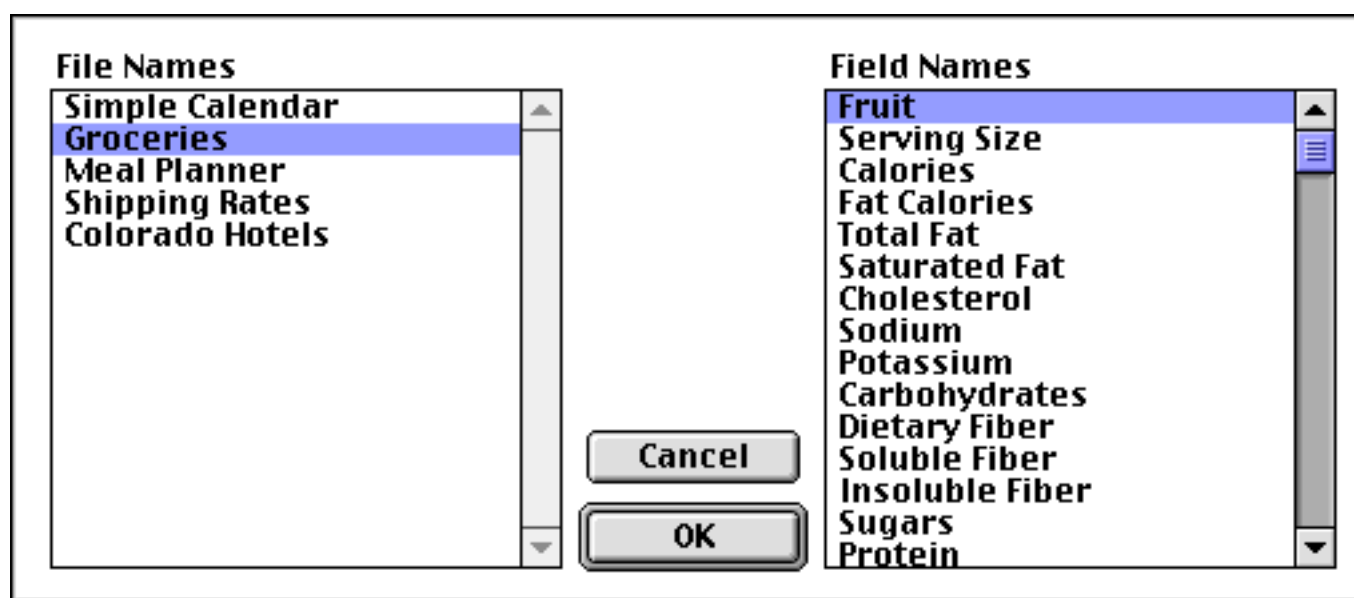 File Names
Simple Calendar
Groceries
Meal Planner
Shipping Rates
Colorado Hotels
Cancel
OK
Field Names
Fruit
Serving Size
Calories
Fat Calories
Total Fat
Saturated Fat
Cholesterol
Sodium
Potassium
Carbohydrates
Dietary Fiber
Soluble Fiber
Insoluble Fiber
Sugars
Protein